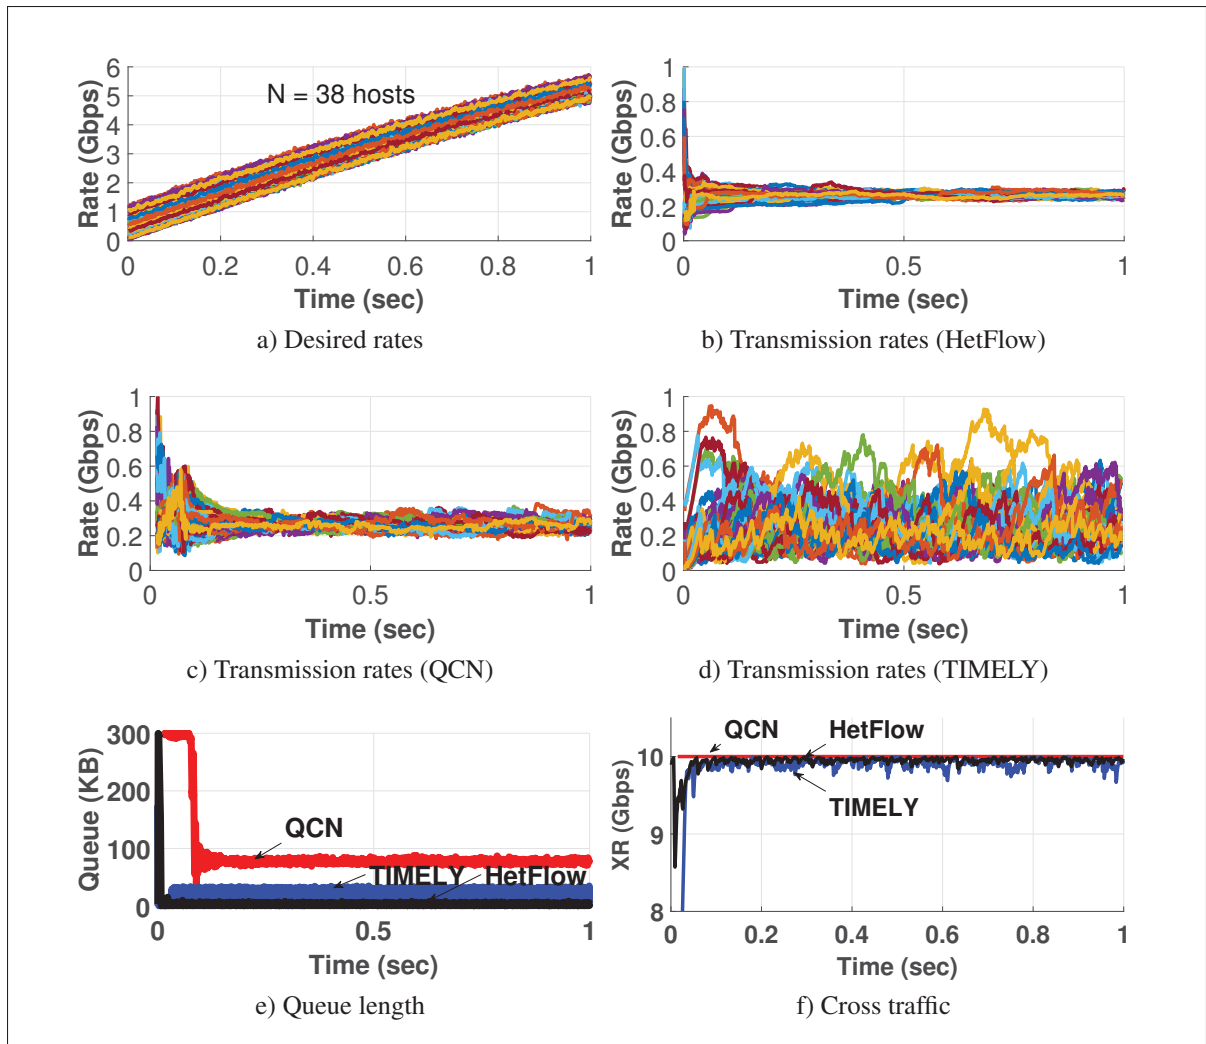 6
5
4
3
2
1
0
Rate (Gbps)
N = 38 hosts
0 0.2 0.4 0.6 0.8 1
Time (sec)
a) Desired rates
1
0.8
0.6
0.4
0.2
0
Rate (Gbps)
0 0.5 1
Time (sec)
b) Transmission rates (HetFlow)
1
0.8
0.6
0.4
0.2
0
Rate (Gbps)
0 0.5 1
Time (sec)
c) Transmission rates (QCN)
1
0.8
0.6
0.4
0.2
0
Rate (Gbps)
0 0.5 1
Time (sec)
d) Transmission rates (TIMELY)
300
200
100
0
Queue (KB)
QCN
TIMELY HetFlow
0 0.5 1
Time (sec)
e) Queue length
QCN HetFlow
10
TIMELY
9
8
XR (Gbps)
0 0.2 0.4 0.6 0.8 1
Time (sec)
f) Cross traffic